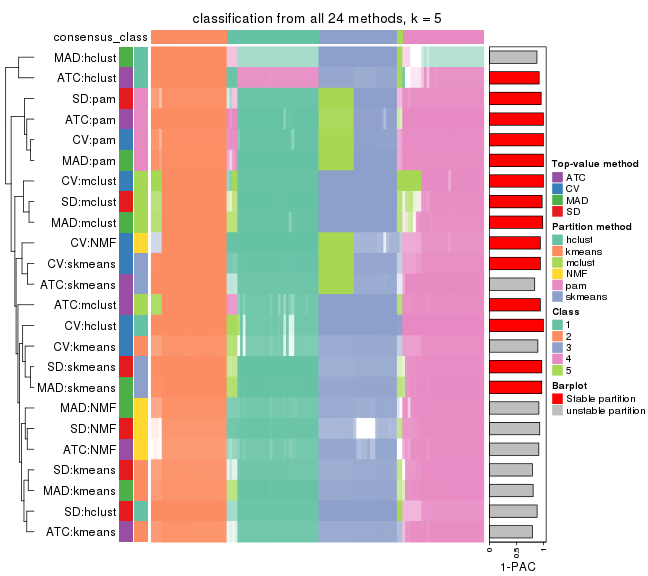 classification from all 24 methods, k = 5
consensus_class
MAD:hclust
ATC:hclust
SD:pam
ATC:pam
CV:pam
MAD:pam
CV:mclust
SD:mclust
MAD:mclust
CV:NMF
CV:skmeans
ATC:skmeans
ATC:mclust
CV:hclust
CV:kmeans
SD:skmeans
MAD:skmeans
MAD:NMF
SD:NMF
ATC:NMF
SD:kmeans
MAD:kmeans
SD:hclust
ATC:kmeans
0
0.5
1
1-PAC
Top-value method
ATC
CV
MAD
SD
Partition method
hclust
kmeans
mclust
NMF
pam
skmeans
Class
1
2
3
4
5
Barplot
Stable partition
unstable partition